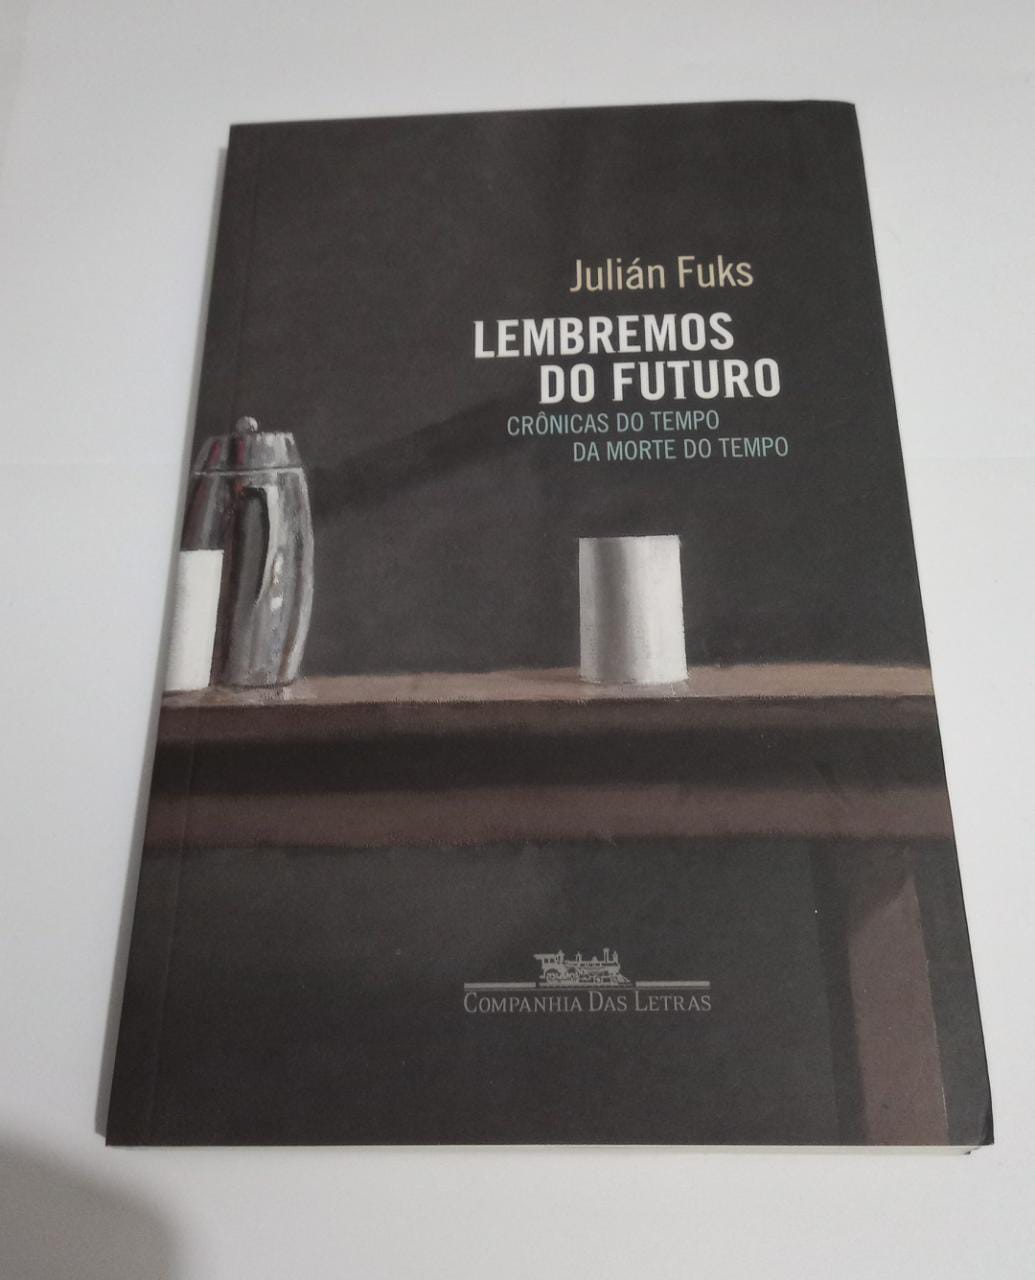 Julián Fuks
LEMBREMOS
DO FUTURO
CRÔNICAS DO TEMPO
DA MORTE DO TEMPO
COMPANHIA DAS LETRAS